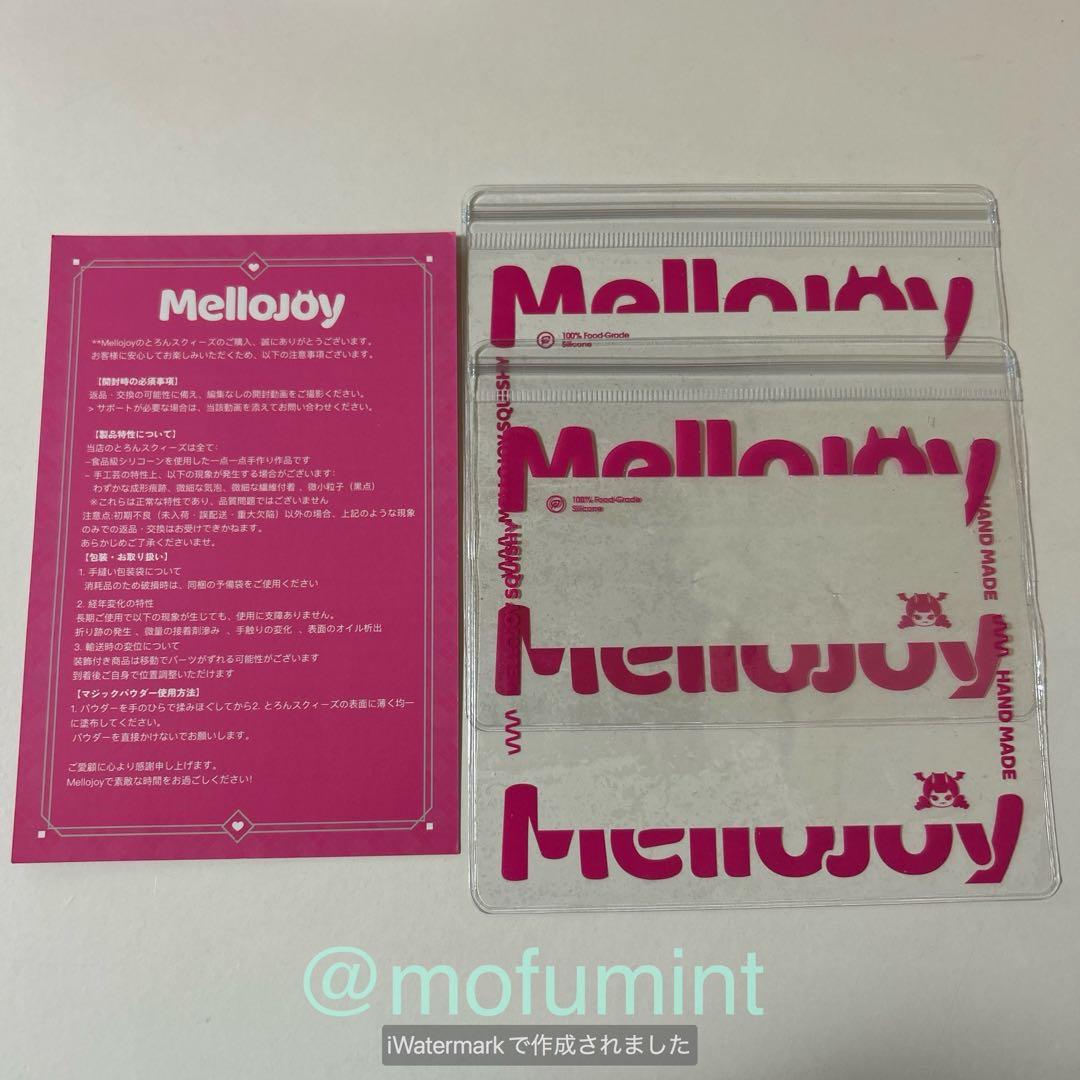 Mellojoy
**Mellojoyのとろんスクィーズのご購入、誠にありがとうございます。
お客様に安心してお楽しみいただくため、以下の注意事項ございます。
【開封時の必須事項】
返品・交換の可能性に備え、編集なしの開封動画をご撮影ください。
> サポートが必要な場合は、当該動画を添えてお問い合わせください。
【製品特性について】
当店のとろんスクィーズは全て:
–食品級シリコーンを使用した一点一点手作り作品です
– 手工芸の特性上、以下の現象が発生する場合がございます:
わずかな成形痕跡、微細な気泡、微細な繊維付着 、微小粒子（黒点）
※これらは正常な特性であり、品質問題ではございません
注意点:初期不良（未入荷・誤配送・重大欠陥）以外の場合、上記のような現象
のみでの返品・交換はお受けできかねます。
あらかじめご了承くださいませ。
【包装・お取り扱い】
1. 手縫い包装袋について
消耗品のため破損時は、同梱の予備袋をご使用ください
2. 経年変化の特性
長期ご使用で以下の現象が生じても、使用に支障ありません。
折り跡の発生 、微量の接着剤滲み 、手触りの変化 、表面のオイル析出
3. 輸送時の変位について
装飾付き商品は移動でパーツがずれる可能性がございます
到着後ご自身で位置調整いただけます
【マジックパウダー使用方法】
1. パウダーを手のひらで揉みほぐしてから2. とろんスクィーズの表面に薄く均一
に塗布してください。
パウダーを直接かけないでお願いします。
ご愛顧に心より感謝申し上げます。
Mellojoyで素敵な時間をお過ごしください!
Mellojoy
100% Food-Grade
Silicone
MELLOJOY SQUISHY
Mellojoy
100% Food-Grade
Silicone
MELLOJOY SQUISHY
HAND MADE
Mellojoy
HAND MADE
Mellojoy
@mofumint
iWatermarkで作成されました